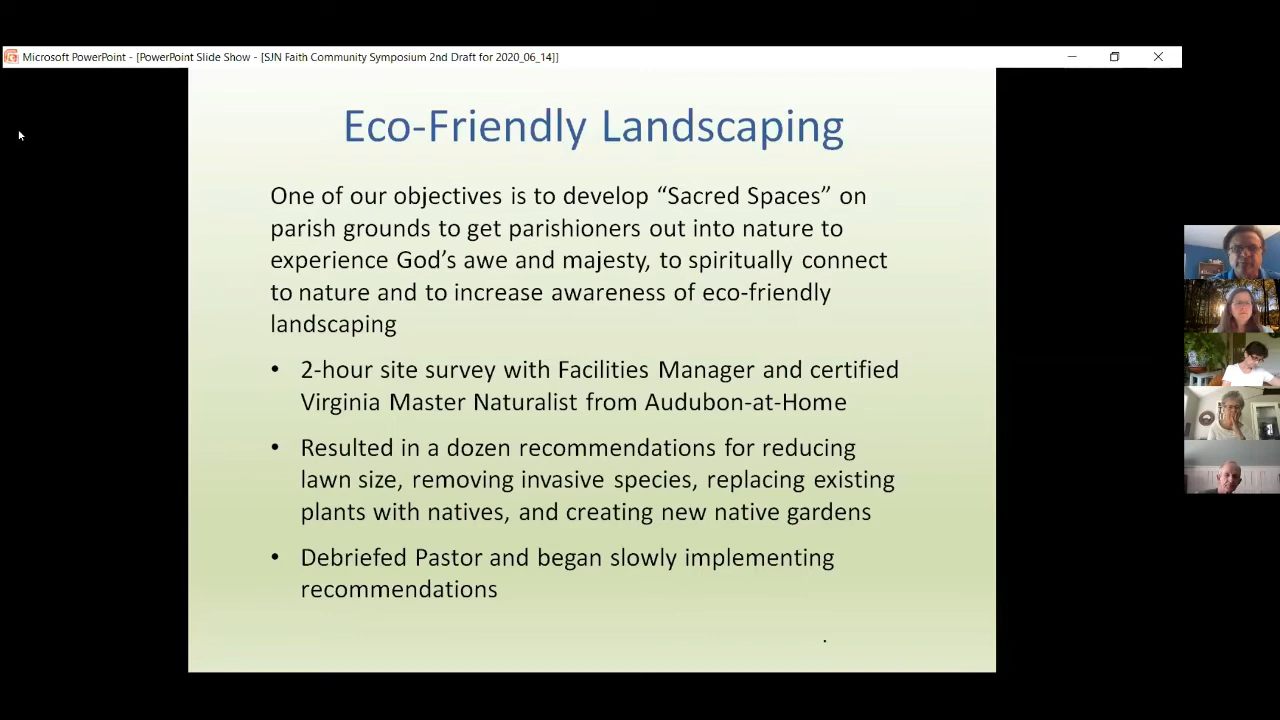 Microsoft PowerPoint - [PowerPoint Slide Show - [SJN Faith Community Symposium 2nd Draft for 2020_06_14]]
Eco-Friendly Landscaping
One of our objectives is to develop “Sacred Spaces” on
parish grounds to get parishioners out into nature to
experience God’s awe and majesty, to spiritually connect
to nature and to increase awareness of eco-friendly
landscaping
• 2-hour site survey with Facilities Manager and certified
Virginia Master Naturalist from Audubon-at-Home
• Resulted in a dozen recommendations for reducing
lawn size, removing invasive species, replacing existing
plants with natives, and creating new native gardens
• Debriefed Pastor and began slowly implementing
recommendations
.